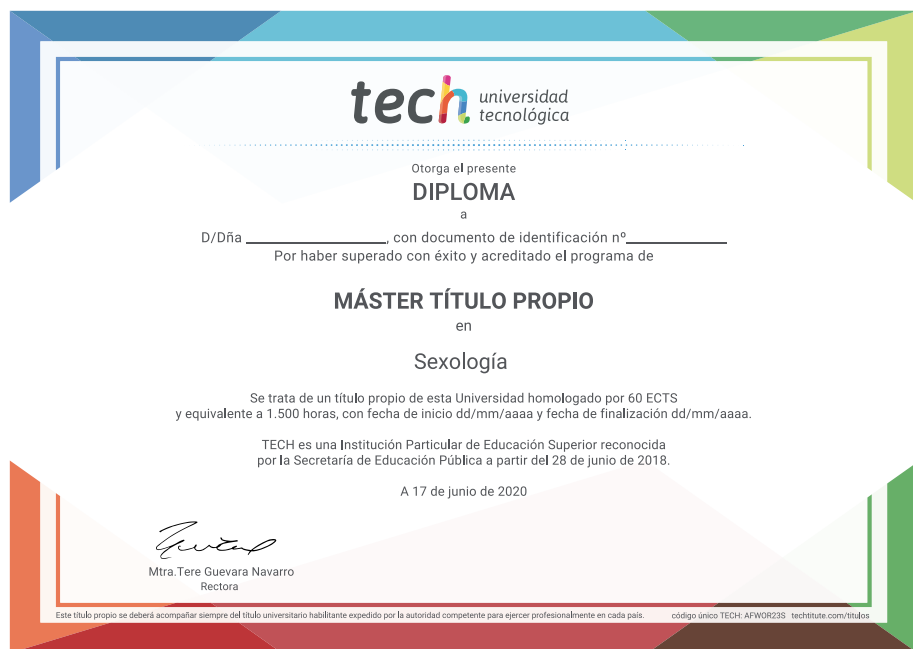 tech universidad
tecnológica
Otorga el presente
DIPLOMA
a
D/Dña ____________________, con documento de identificación nº______________
Por haber superado con éxito y acreditado el programa de
MÁSTER TÍTULO PROPIO
en
Sexología
Se trata de un título propio de esta Universidad homologado por 60 ECTS
y equivalente a 1.500 horas, con fecha de inicio dd/mm/aaaa y fecha de finalización dd/mm/aaaa.
TECH es una Institución Particular de Educación Superior reconocida
por la Secretaría de Educación Pública a partir del 28 de junio de 2018.
A 17 de junio de 2020
Mtra.Tere Guevara Navarro
Rectora
Este título propio se deberá acompañar siempre del título universitario habilitante expedido por la autoridad competente para ejercer profesionalmente en cada país. código único TECH: AFWOR23S techtitute.com/titulos